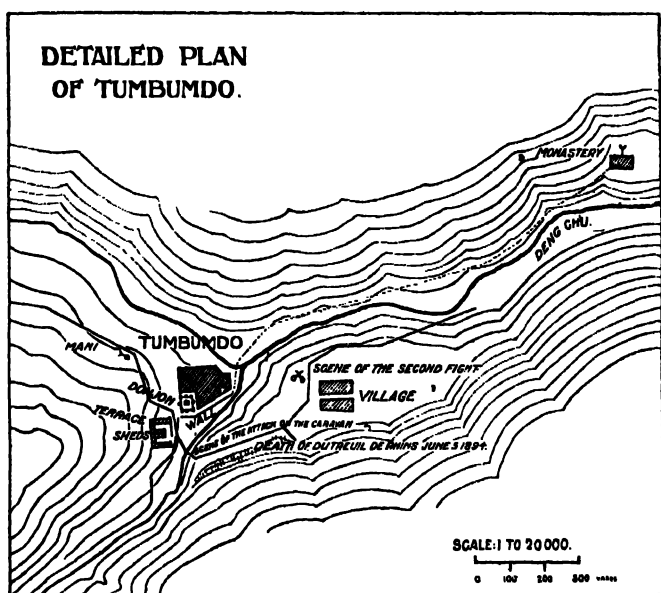 DETAILED PLAN
OF TUMBUMDO.
MONASTERY
DENG CHU.
TUMBUMDO
MANI
DONJON
SCENE OF THE SECOND FIGHT
VILLAGE
WALL
TERRACE
SHEDS
SCENE OF THE ATTACK ON THE CARAVAN
DEATH OF DUTREUIL DE RHINS JUNE 5 1894.
SCALE: 1 TO 20000.
0 100 200 300 YARDS